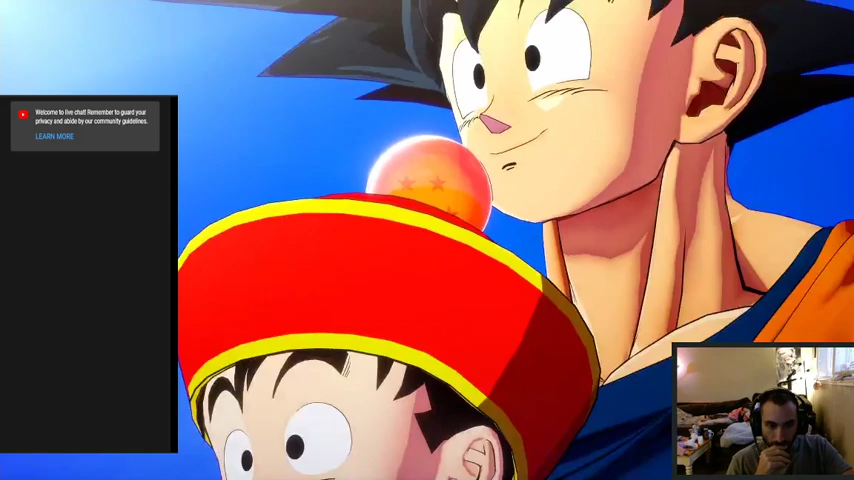 Welcome to live chat! Remember to guard your
privacy and abide by our community guidelines.
LEARN MORE